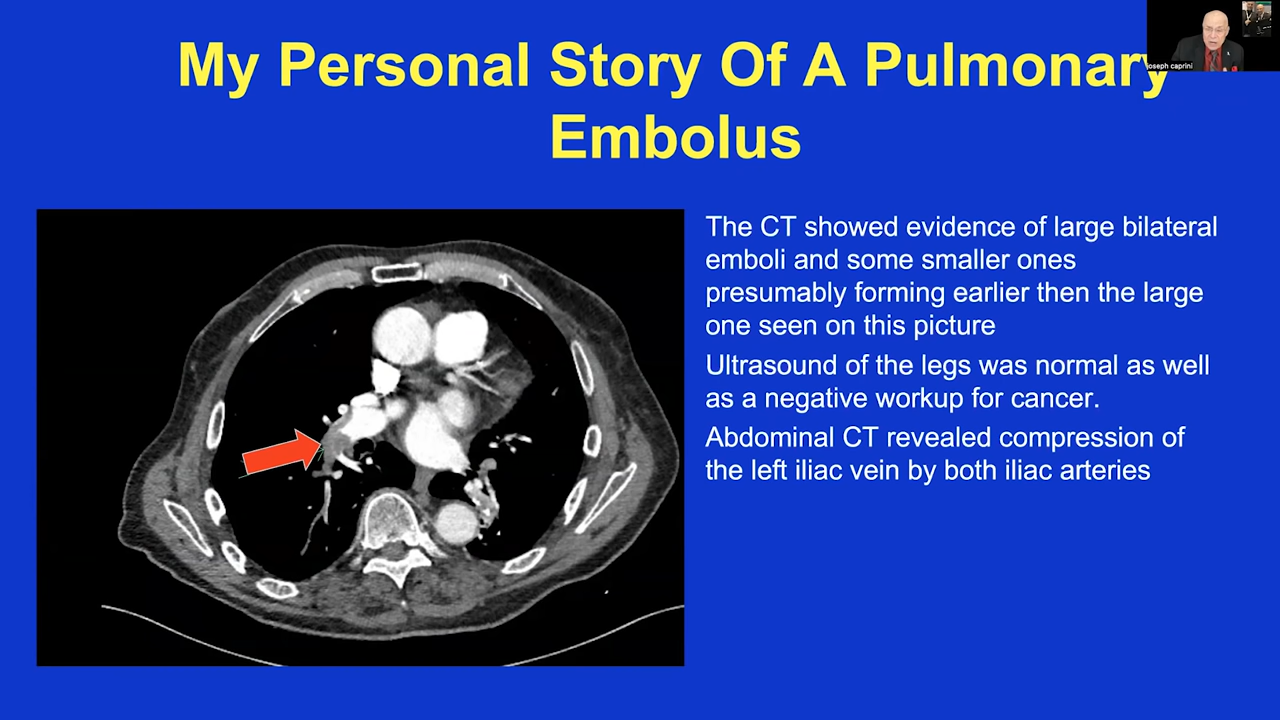 My Personal Story Of A Pulmonary
Embolus
joseph caprini
The CT showed evidence of large bilateral
emboli and some smaller ones
presumably forming earlier then the large
one seen on this picture
Ultrasound of the legs was normal as well
as a negative workup for cancer.
Abdominal CT revealed compression of
the left iliac vein by both iliac arteries